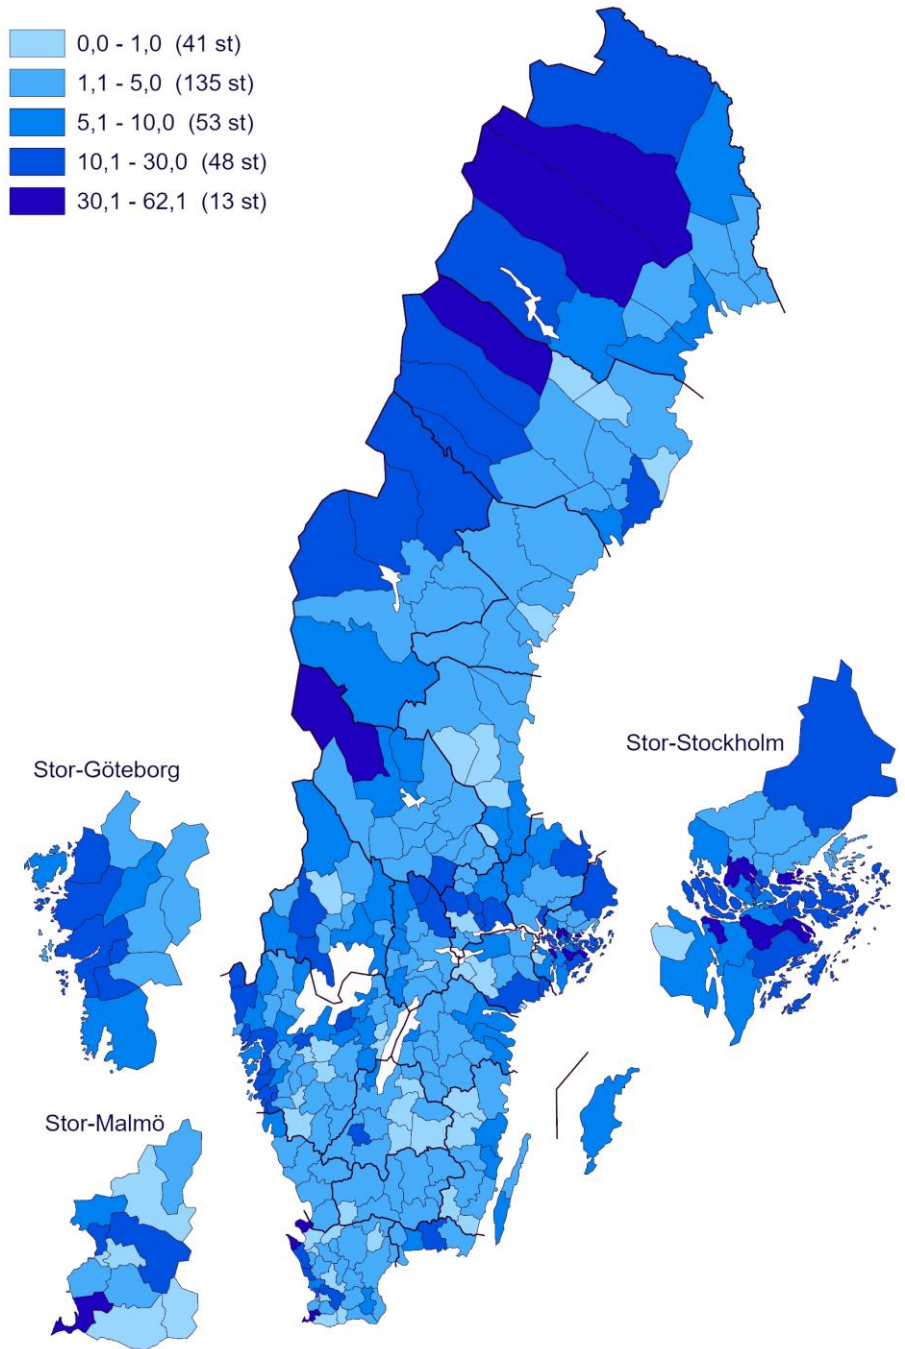 0,0 - 1,0 (41 st)
1,1 - 5,0 (135 st)
5,1 - 10,0 (53 st)
10,1 - 30,0 (48 st)
30,1 - 62,1 (13 st)
Stor-Stockholm
Stor-Göteborg
Stor-Malmö